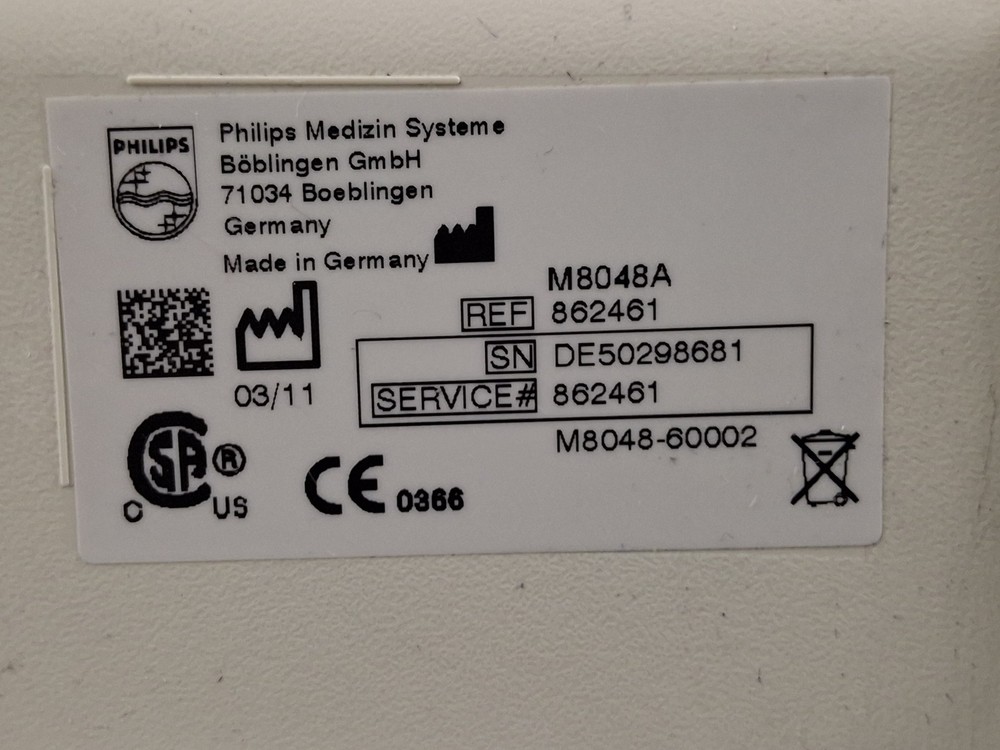 PHILIPS
Philips Medizin Systeme
Böblingen GmbH
71034 Boeblingen
Germany
Made in Germany
M8048A
REF 862461
SN DE50298681
SERVICE# 862461
M8048-60002
03/11
CSA ®
C US
CE 0366